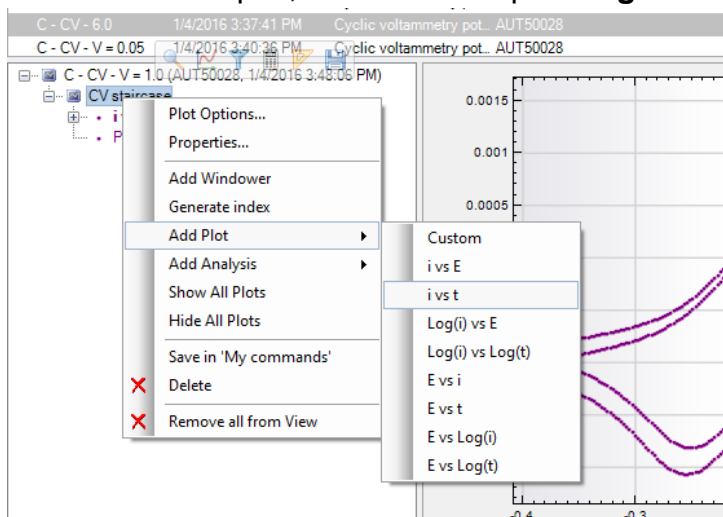 C - CV - 6.0 1/4/2016 3:37:41 PM Cyclic voltammetry pot... AUT50028
C - CV - V = 0.05 1/4/2016 3:40:36 PM Cyclic voltammetry pot... AUT50028
C - CV - V = 1.0 (AUT50028, 1/4/2016 3:48:06 PM)
CV staircase
i
P
Plot Options...
Properties...
Add Windower
Generate index
Add Plot
Add Analysis
Show All Plots
Hide All Plots
Save in 'My commands'
Delete
Remove all from View
Custom
i vs E
i vs t
Log(i) vs E
Log(i) vs Log(t)
E vs i
E vs t
E vs Log(i)
E vs Log(t)
0.0015
0.001
0.0005
-0.4 -0.3